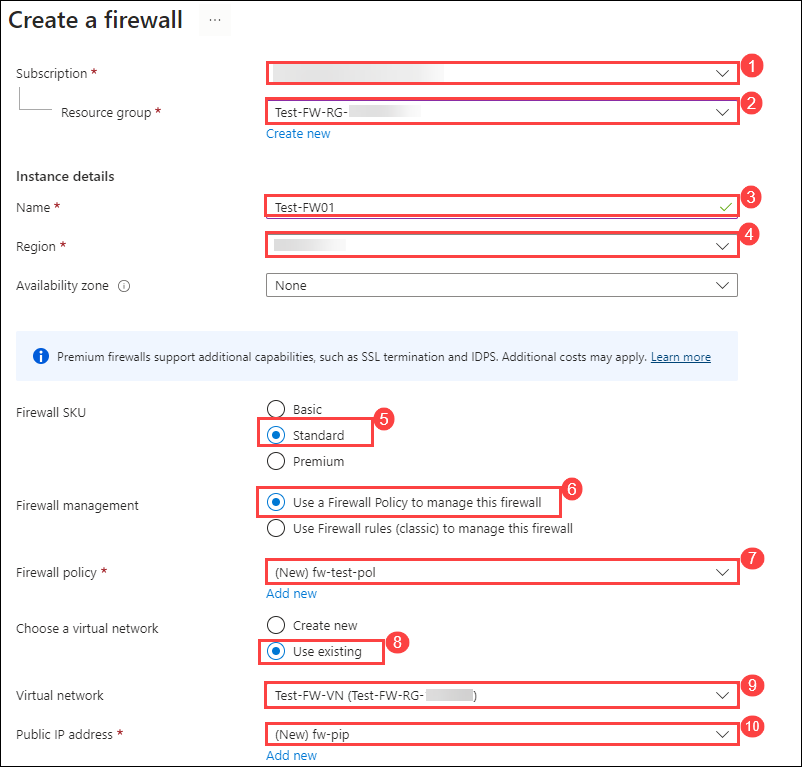 Create a firewall ...
Subscription * 1
Resource group * Test-FW-RG- 2
Create new
Instance details
Name * Test-FW01 3
Region * 4
Availability zone None
Premium firewalls support additional capabilities, such as SSL termination and IDPS. Additional costs may apply. Learn more
Firewall SKU
Basic
Standard 5
Premium
Firewall management
Use a Firewall Policy to manage this firewall 6
Use Firewall rules (classic) to manage this firewall
Firewall policy * (New) fw-test-pol 7
Add new
Choose a virtual network
Create new
Use existing 8
Virtual network Test-FW-VN (Test-FW-RG- ) 9
Public IP address * (New) fw-pip 10
Add new